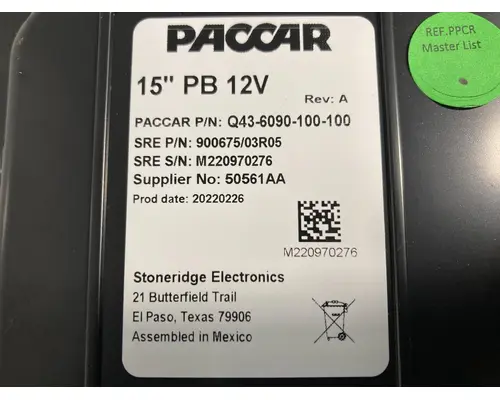 PACCAR
15" PB 12V
Rev: A
PACCAR P/N: Q43-6090-100-100
SRE P/N: 900675/03R05
SRE S/N: M220970276
Supplier No: 50561AA
Prod date: 20220226
M220970276
Stoneridge Electronics
21 Butterfield Trail
El Paso, Texas 79906
Assembled in Mexico
REF.PPCR
Master List